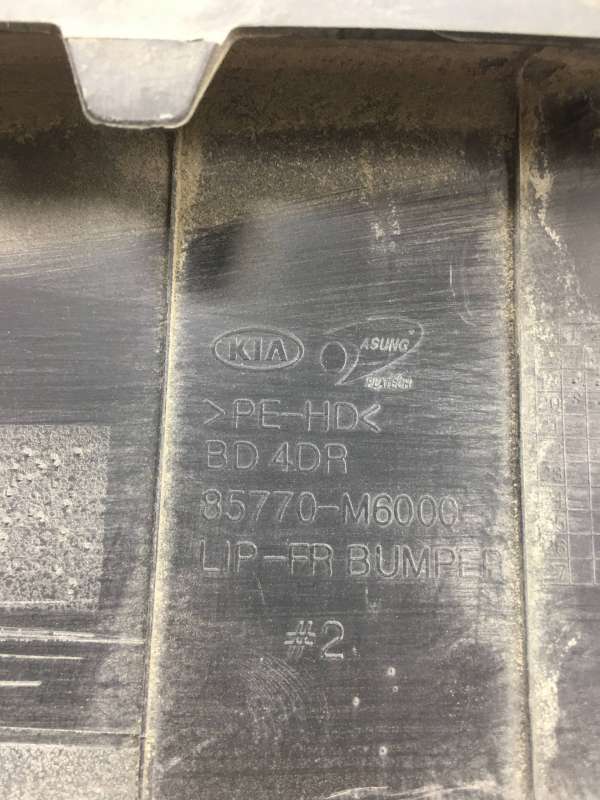 KIA
ASUNG
>PE-HD<
BD 4DR
85770-M6000
LIP-FR BUMPER
#2